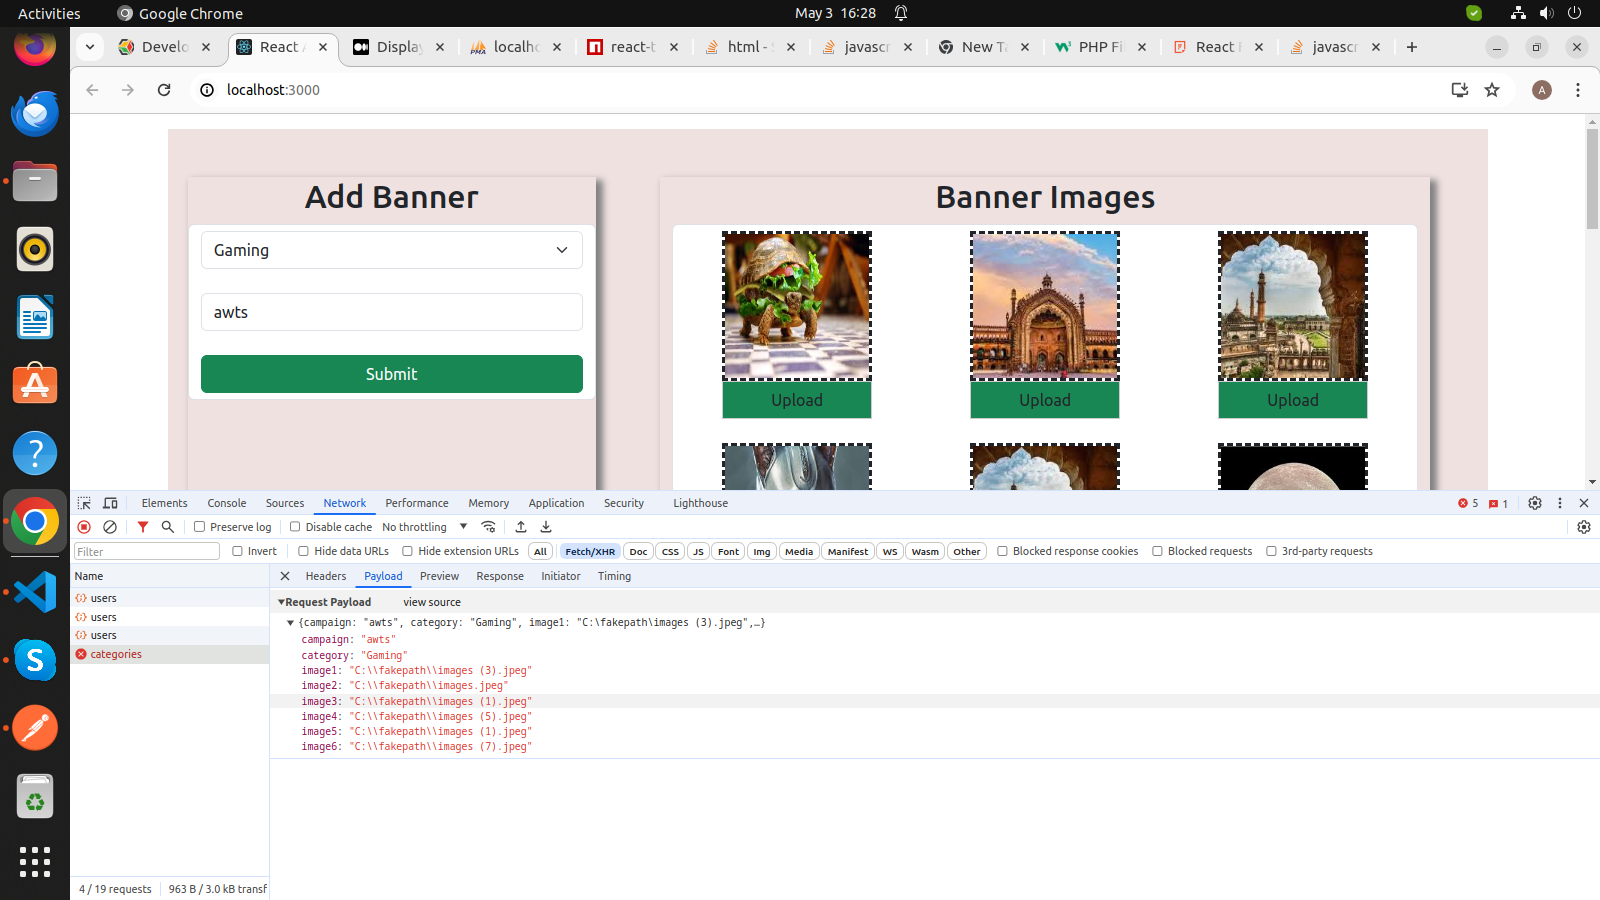 Activities
Google Chrome
May 3 16:28
Develo
React A
Display
localho
react-t
html - S
javascr
New Ta
PHP Fil
React F
javascr
localhost:3000
A
Add Banner
Gaming
awts
Submit
Banner Images
Upload
Upload
Upload
Elements
Console
Sources
Network
Performance
Memory
Application
Security
Lighthouse
5
1
Preserve log
Disable cache
No throttling
Filter
Invert
Hide data URLs
Hide extension URLs
All
Fetch/XHR
Doc
CSS
JS
Font
Img
Media
Manifest
WS
Wasm
Other
Blocked response cookies
Blocked requests
3rd-party requests
Name
Headers
Payload
Preview
Response
Initiator
Timing
users
users
users
categories
Request Payload
view source
{campaign: "awts", category: "Gaming", image1: "C:\fakepath\images (3).jpeg",…}
campaign: "awts"
category: "Gaming"
image1: "C:\\fakepath\\images (3).jpeg"
image2: "C:\\fakepath\\images.jpeg"
image3: "C:\\fakepath\\images (1).jpeg"
image4: "C:\\fakepath\\images (5).jpeg"
image5: "C:\\fakepath\\images (1).jpeg"
image6: "C:\\fakepath\\images (7).jpeg"
4 / 19 requests
963 B / 3.0 kB transf